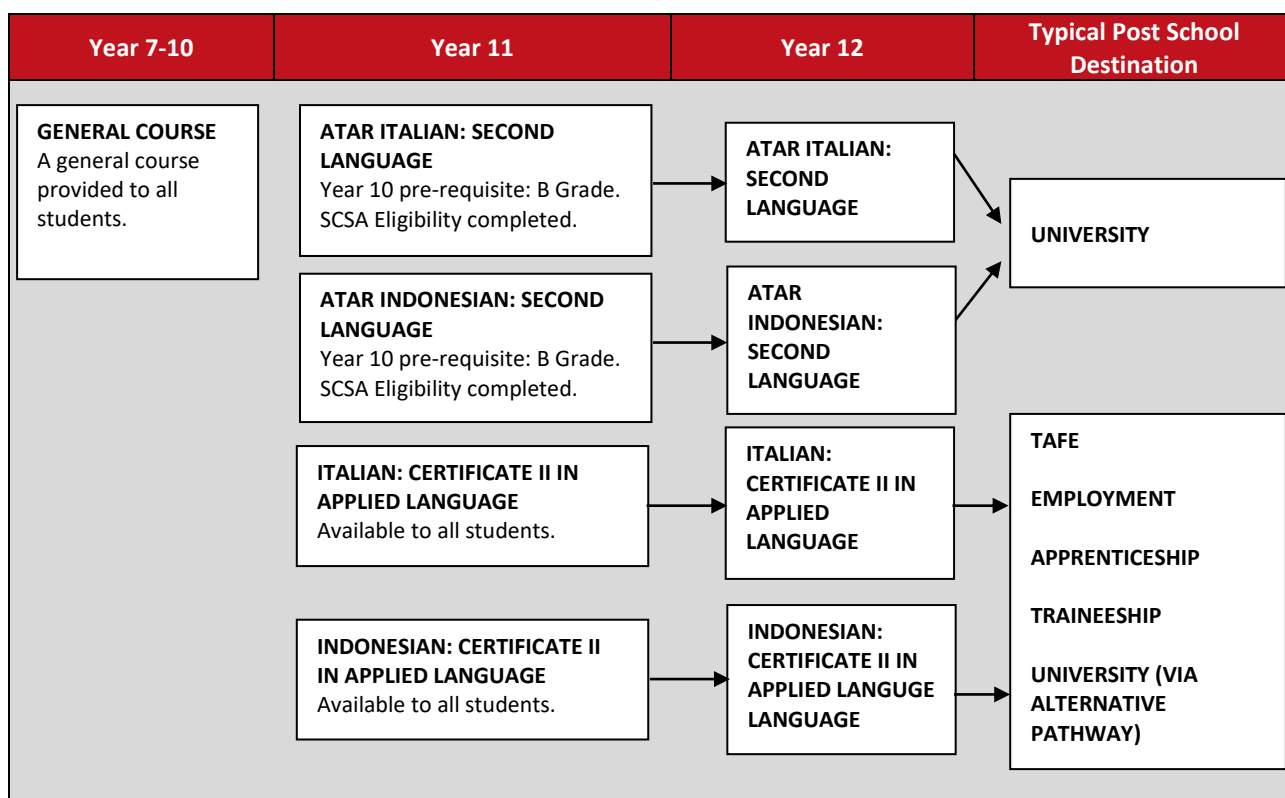 Year 7-10
Year 11
Year 12
Typical Post School
Destination
GENERAL COURSE
A general course
provided to all
students.
ATAR ITALIAN: SECOND
LANGUAGE
Year 10 pre-requisite: B Grade.
SCSA Eligibility completed.
ATAR ITALIAN:
SECOND
LANGUAGE
UNIVERSITY
ATAR INDONESIAN: SECOND
LANGUAGE
Year 10 pre-requisite: B Grade.
SCSA Eligibility completed.
ATAR
INDONESIAN:
SECOND
LANGUAGE
ITALIAN: CERTIFICATE II IN
APPLIED LANGUAGE
Available to all students.
ITALIAN:
CERTIFICATE II IN
APPLIED
LANGUAGE
INDONESIAN: CERTIFICATE II
IN APPLIED LANGUAGE
Available to all students.
INDONESIAN:
CERTIFICATE II IN
APPLIED LANGUGE
LANGUAGE
TAFE
EMPLOYMENT
APPRENTICESHIP
TRAINEESHIP
UNIVERSITY (VIA
ALTERNATIVE
PATHWAY)